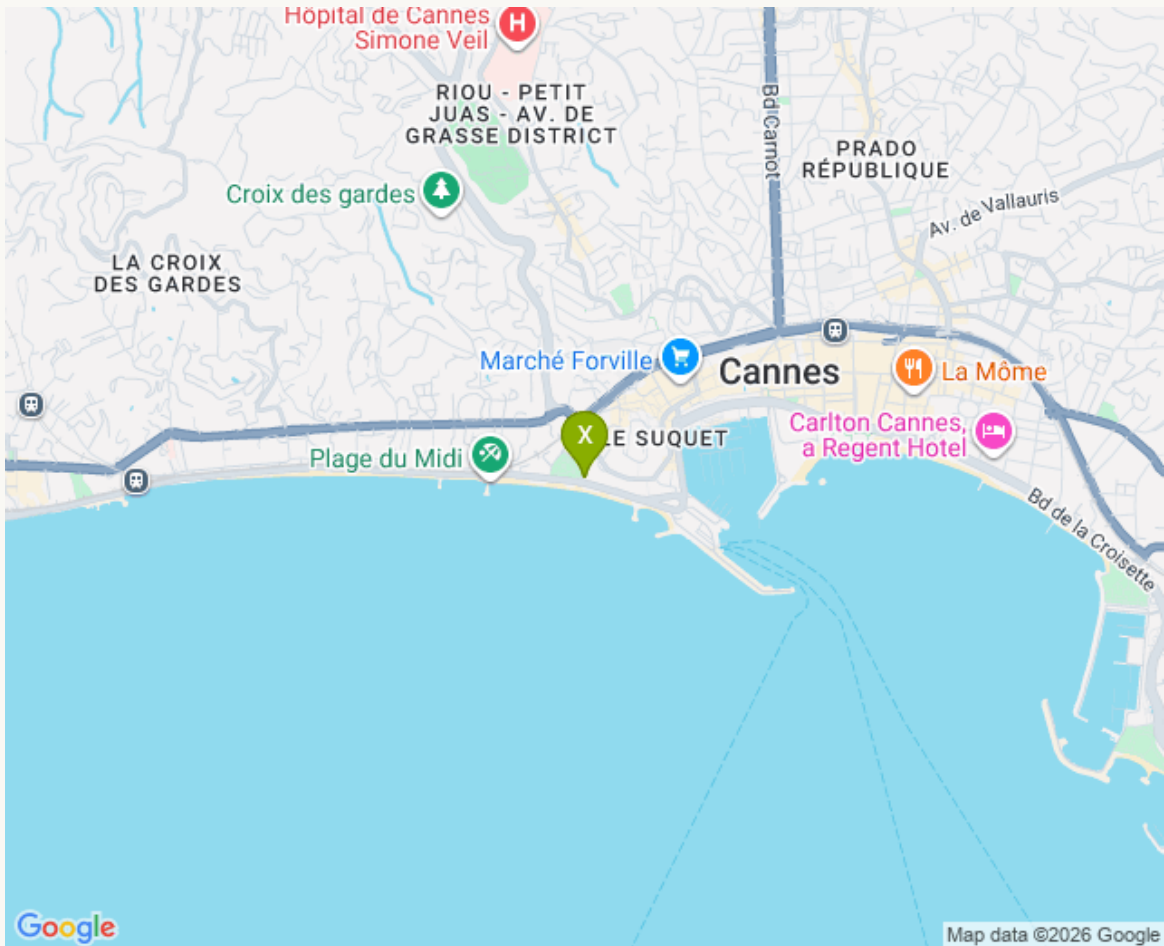 Hôpital de Cannes
Simone Veil
RIOU - PETIT
JUAS - AV. DE
GRASSE DISTRICT
Bd Carnot
PRADO
RÉPUBLIQUE
Croix des gardes
Av. de Vallauris
LA CROIX
DES GARDES
Marché Forville
Cannes
La Môme
X
LE SUQUET
Carlton Cannes,
a Regent Hotel
Plage du Midi
Bd de la Croisette
Google
Map data ©2026 Google